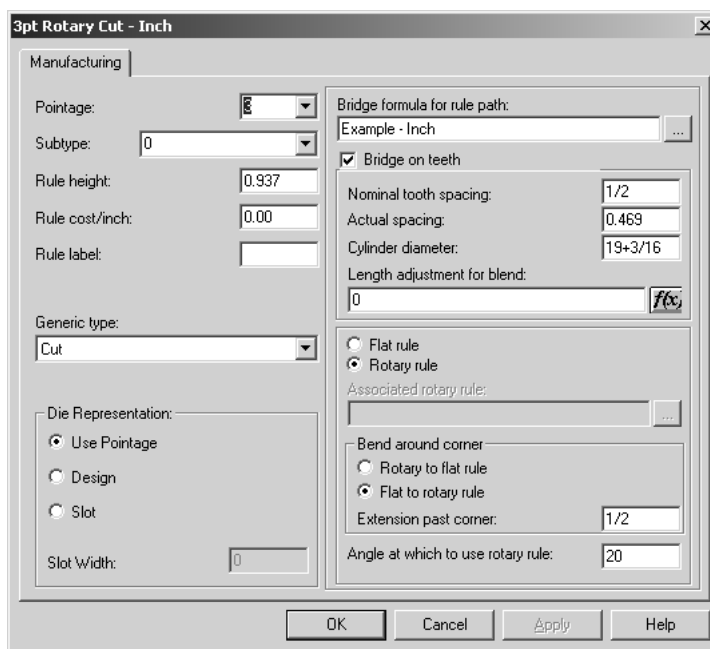 3pt Rotary Cut - Inch
Manufacturing
Pointage: 3
Subtype: 0
Rule height: 0.937
Rule cost/inch: 0.00
Rule label:
Generic type:
Cut
Die Representation:
Use Pointage
Design
Slot
Slot Width: 0
Bridge formula for rule path:
Example - Inch ...
Bridge on teeth
Nominal tooth spacing: 1/2
Actual spacing: 0.469
Cylinder diameter: 19+3/16
Length adjustment for blend:
0 f(x)
Flat rule
Rotary rule
Associated rotary rule:
...
Bend around corner
Rotary to flat rule
Flat to rotary rule
Extension past corner: 1/2
Angle at which to use rotary rule: 20
OK Cancel Apply Help